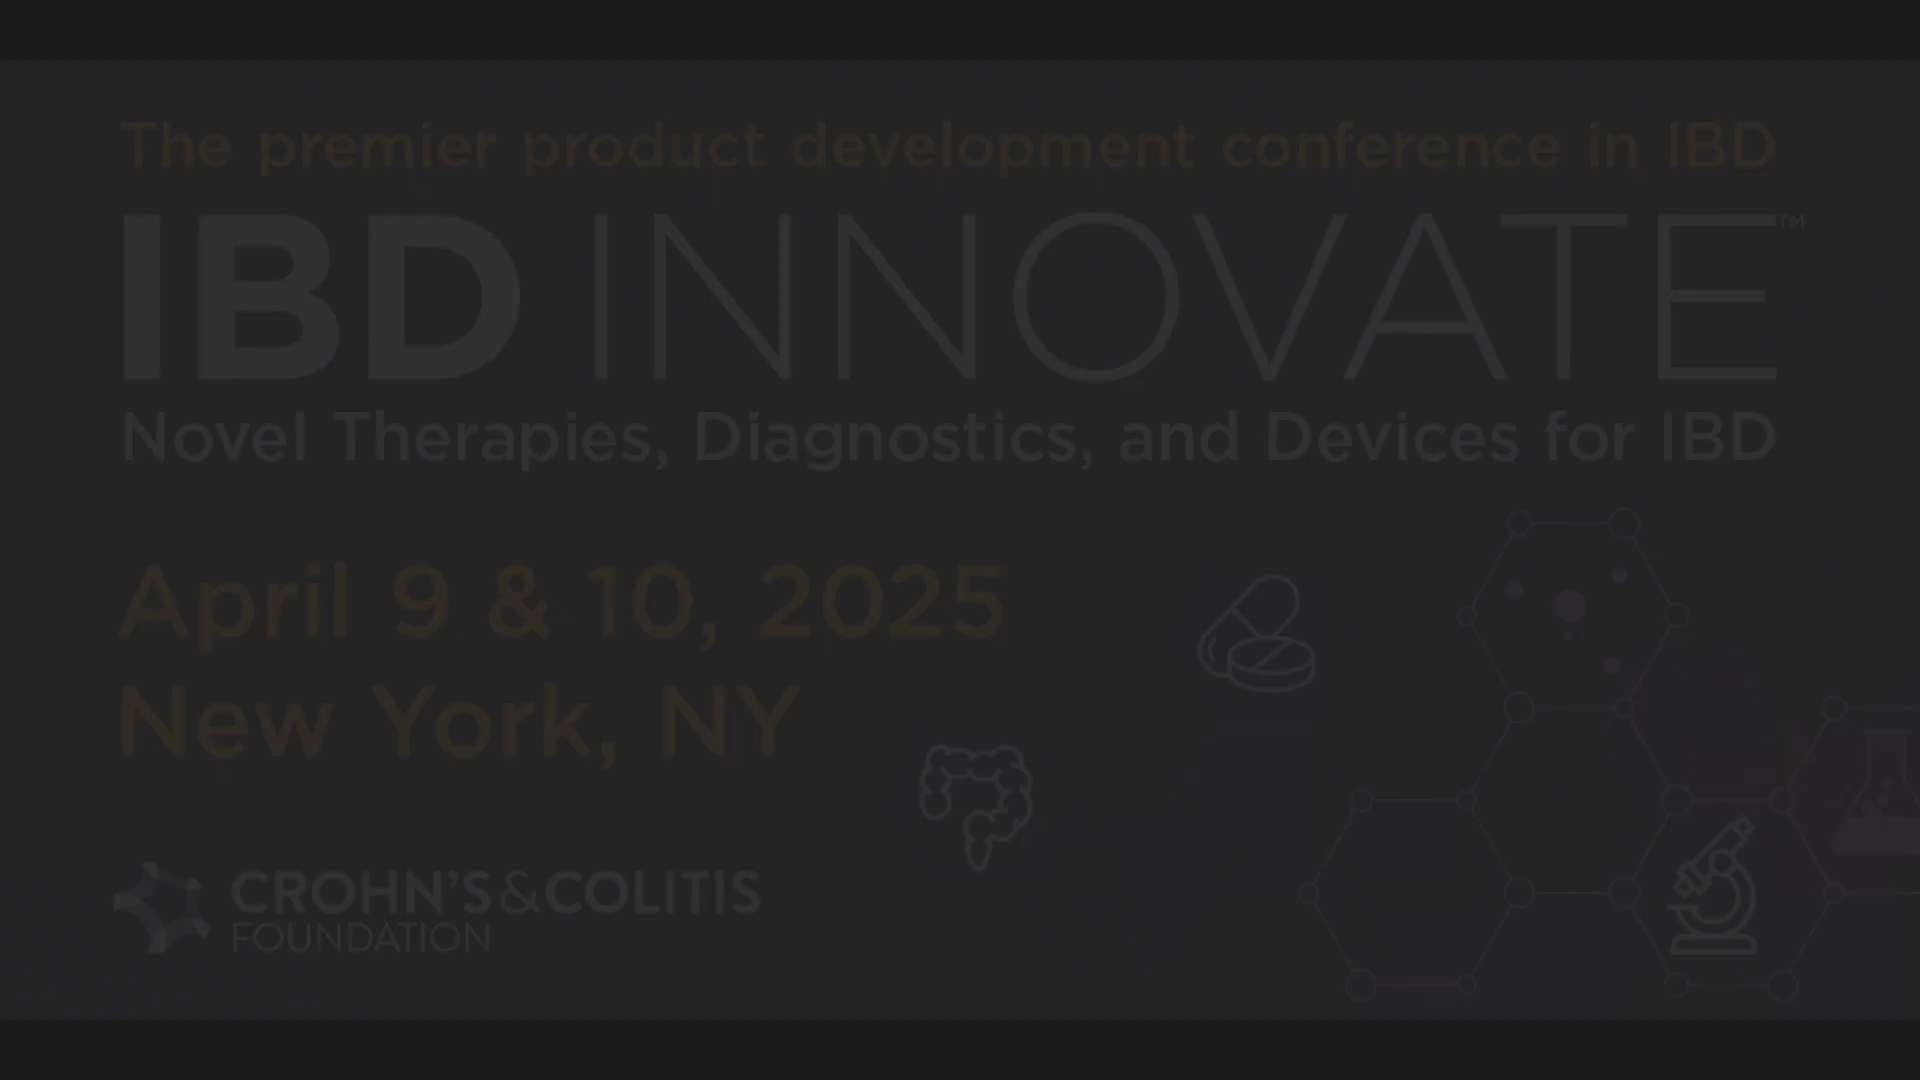 The premier product development conference in IBD
IBD INNOVATE™
Novel Therapies, Diagnostics, and Devices for IBD
April 9 & 10, 2025
New York, NY
CROHN'S & COLITIS
FOUNDATION